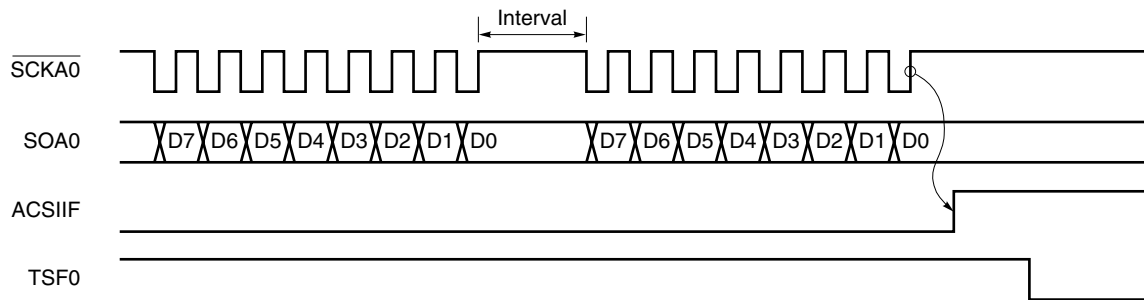 Interval
SCKA0
SOA0 D7 D6 D5 D4 D3 D2 D1 D0 D7 D6 D5 D4 D3 D2 D1 D0
ACSIIF
TSF0